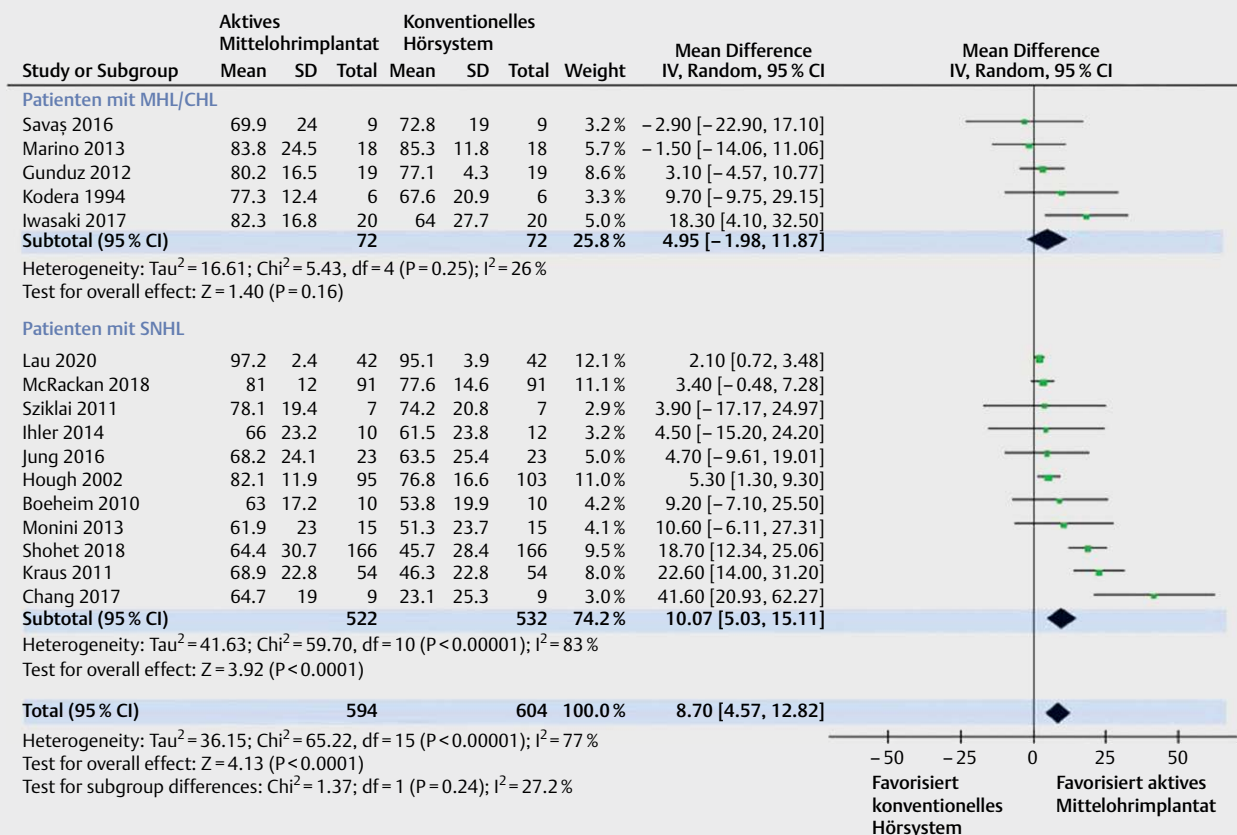 Aktives Mittelohrimplantat Konventionelles Hörsystem Mean Difference Mean Difference
Study or Subgroup Mean SD Total Mean SD Total Weight IV, Random, 95 % CI IV, Random, 95 % CI
Patienten mit MHL/CHL
Savaş 2016 69.9 24 9 72.8 19 9 3.2 % −2.90 [−22.90, 17.10]
Marino 2013 83.8 24.5 18 85.3 11.8 18 5.7 % −1.50 [−14.06, 11.06]
Gunduz 2012 80.2 16.5 19 77.1 4.3 19 8.6 % 3.10 [−4.57, 10.77]
Kodera 1994 77.3 12.4 6 67.6 20.9 6 3.3 % 9.70 [−9.75, 29.15]
Iwasaki 2017 82.3 16.8 20 64 27.7 20 5.0 % 18.30 [4.10, 32.50]
Subtotal (95 % CI) 72 72 25.8 % 4.95 [−1.98, 11.87]
Heterogeneity: Tau² = 16.61; Chi² = 5.43, df = 4 (P = 0.25); I² = 26 %
Test for overall effect: Z = 1.40 (P = 0.16)
Patienten mit SNHL
Lau 2020 97.2 2.4 42 95.1 3.9 42 12.1 % 2.10 [0.72, 3.48]
McRackan 2018 81 12 91 77.6 14.6 91 11.1 % 3.40 [−0.48, 7.28]
Sziklai 2011 78.1 19.4 7 74.2 20.8 7 2.9 % 3.90 [−17.17, 24.97]
Ihler 2014 66 23.2 10 61.5 23.8 12 3.2 % 4.50 [−15.20, 24.20]
Jung 2016 68.2 24.1 23 63.5 25.4 23 5.0 % 4.70 [−9.61, 19.01]
Hough 2002 82.1 11.9 95 76.8 16.6 103 11.0 % 5.30 [1.30, 9.30]
Boeheim 2010 63 17.2 10 53.8 19.9 10 4.2 % 9.20 [−7.10, 25.50]
Monini 2013 61.9 23 15 51.3 23.7 15 4.1 % 10.60 [−6.11, 27.31]
Shohet 2018 64.4 30.7 166 45.7 28.4 166 9.5 % 18.70 [12.34, 25.06]
Kraus 2011 68.9 22.8 54 46.3 22.8 54 8.0 % 22.60 [14.00, 31.20]
Chang 2017 64.7 19 9 23.1 25.3 9 3.0 % 41.60 [20.93, 62.27]
Subtotal (95 % CI) 522 532 74.2 % 10.07 [5.03, 15.11]
Heterogeneity: Tau² = 41.63; Chi² = 59.70, df = 10 (P < 0.00001); I² = 83 %
Test for overall effect: Z = 3.92 (P < 0.0001)
Total (95 % CI) 594 604 100.0 % 8.70 [4.57, 12.82]
Heterogeneity: Tau² = 36.15; Chi² = 65.22, df = 15 (P < 0.00001); I² = 77 %
Test for overall effect: Z = 4.13 (P < 0.0001)
Test for subgroup differences: Chi² = 1.37; df = 1 (P = 0.24); I² = 27.2 %
−50 −25 0 25 50
Favorisiert konventionelles Hörsystem Favorisiert aktives Mittelohrimplantat